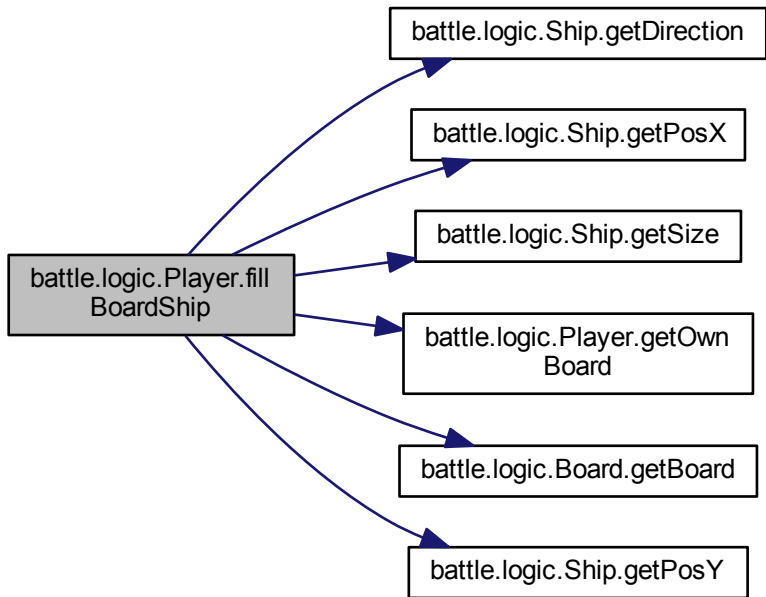 battle.logic.Ship.getDirection
battle.logic.Ship.getPosX
battle.logic.Ship.getSize
battle.logic.Player.fill
BoardShip
battle.logic.Player.getOwn
Board
battle.logic.Board.getBoard
battle.logic.Ship.getPosY